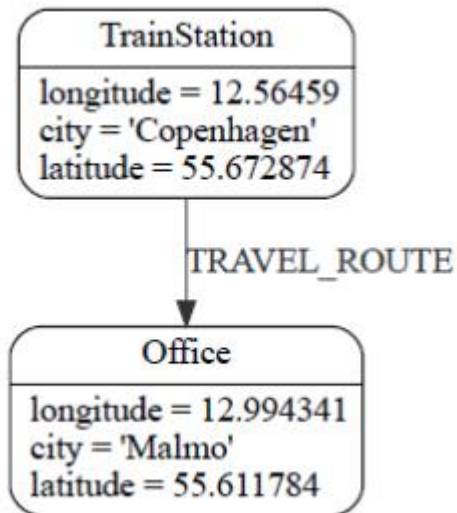 TrainStation
longitude = 12.56459
city = 'Copenhagen'
latitude = 55.672874
TRAVEL_ROUTE
Office
longitude = 12.994341
city = 'Malmo'
latitude = 55.611784